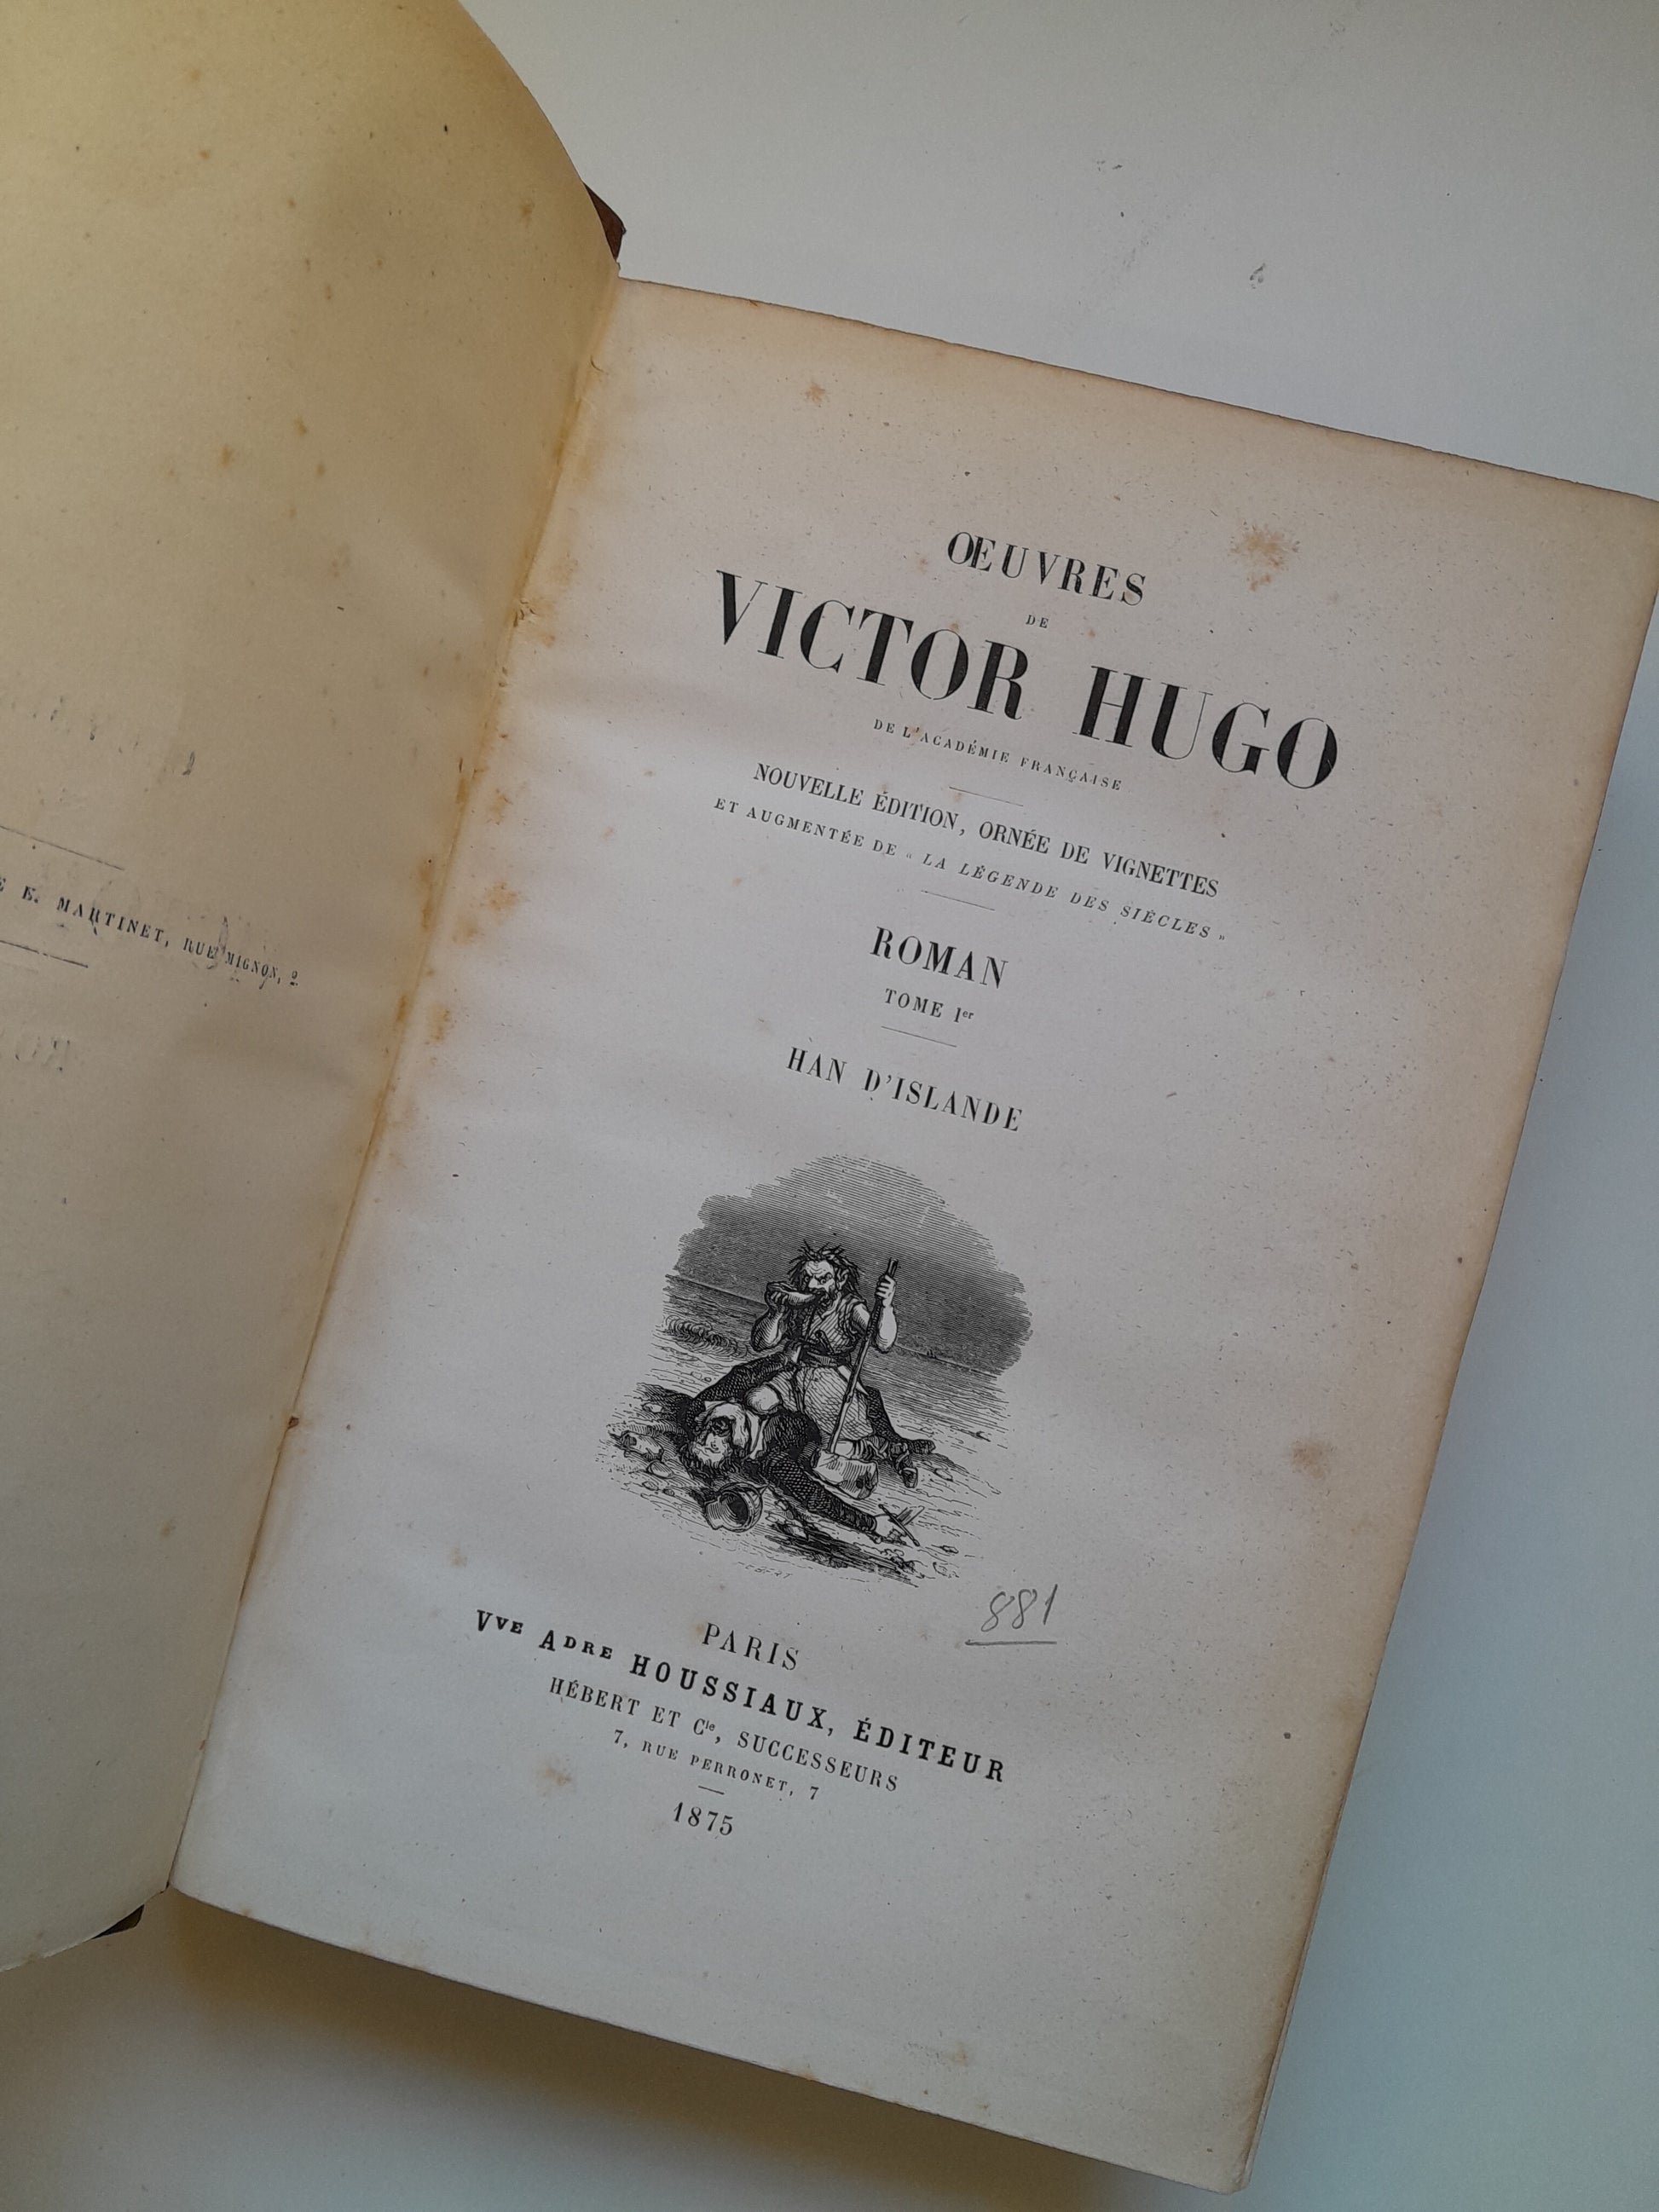 E. MARTINET, RUE MIGNON, 2.
ŒUVRES
DE
VICTOR HUGO
DE L'ACADÉMIE FRANÇAISE
NOUVELLE ÉDITION, ORNÉE DE VIGNETTES
ET AUGMENTÉE DE « LA LÉGENDE DES SIÈCLES »
ROMAN
TOME 1er
HAN D'ISLANDE
881
PARIS
Vve ADRE HOUSSIAUX, ÉDITEUR
HÉBERT ET Cie, SUCCESSEURS
7, RUE PERRONET, 7
1875